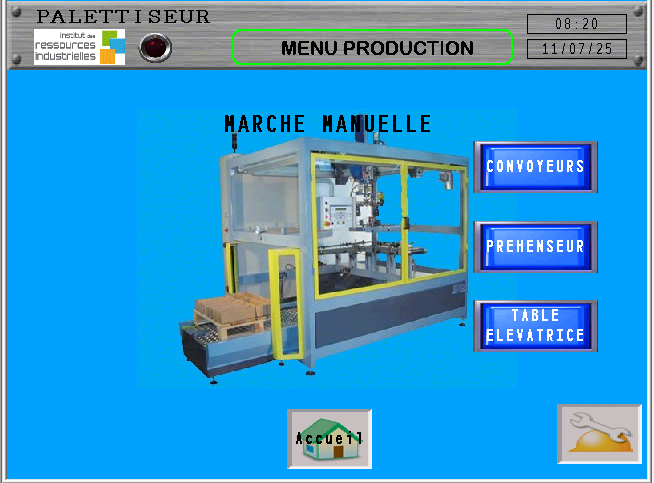 PALETTISEUR
institut des
ressources
industrielles
MENU PRODUCTION
08:20
11/07/25
MARCHE MANUELLE
CONVOYEURS
PREHENSEUR
TABLE
ELEVATRICE
Accueil